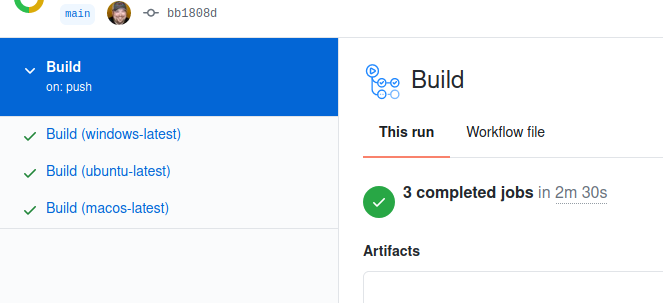 main bb1808d
Build
on: push
Build (windows-latest)
Build (ubuntu-latest)
Build (macos-latest)
Build
This run Workflow file
3 completed jobs in 2m 30s
Artifacts